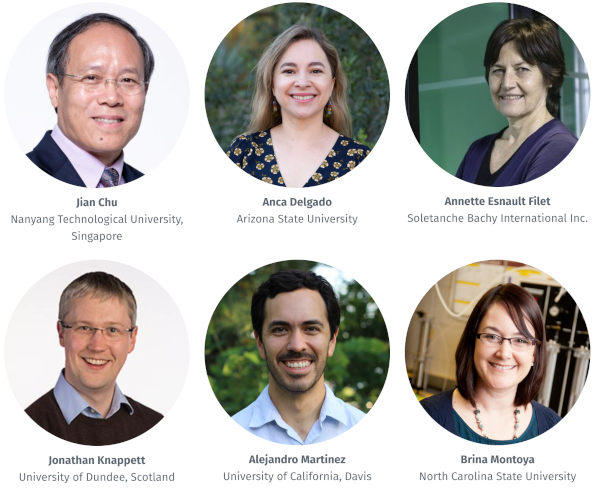 Jian Chu
Nanyang Technological University,
Singapore
Anca Delgado
Arizona State University
Annette Esnault Filet
Soletanche Bachy International Inc.
Jonathan Knappett
University of Dundee, Scotland
Alejandro Martinez
University of California, Davis
Brina Montoya
North Carolina State University